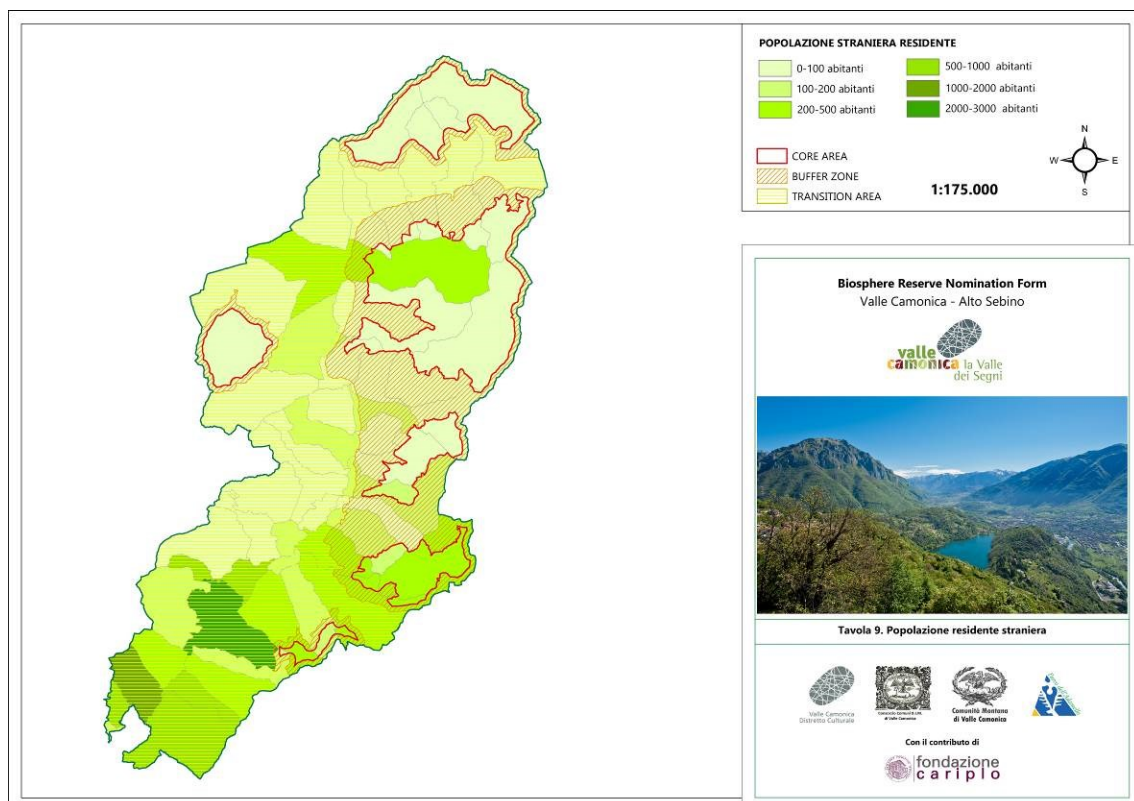 POPOLAZIONE STRANIERA RESIDENTE
0-100 abitanti
100-200 abitanti
200-500 abitanti
500-1000 abitanti
1000-2000 abitanti
2000-3000 abitanti
CORE AREA
BUFFER ZONE
TRANSITION AREA
1:175.000
N
W
E
S
Biosphere Reserve Nomination Form
Valle Camonica - Alto Sebino
valle
camonica la Valle
dei Segni
Tavola 9. Popolazione residente straniera
Valle Camonica
Distretto Culturale
di Valle Camonica
Comunità Montana
di Valle Camonica
Con il contributo di
fondazione
cariplo